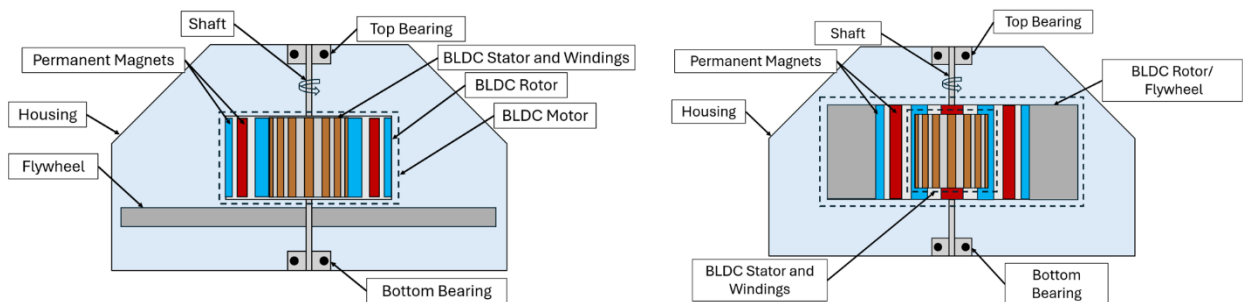 Shaft
Top Bearing
Permanent Magnets
BLDC Stator and Windings
BLDC Rotor
Housing
BLDC Motor
Flywheel
Bottom Bearing
Top Bearing
Shaft
Permanent Magnets
BLDC Rotor/
Flywheel
Housing
BLDC Stator and
Windings
Bottom
Bearing